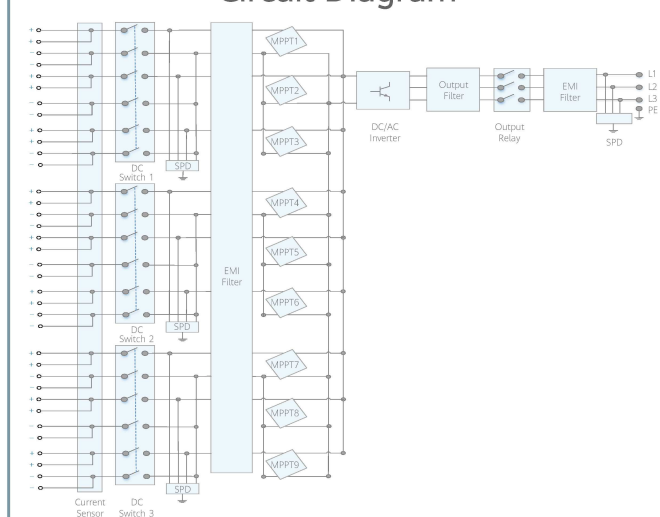 Circuit Diagram
+
+
−
−
+
+
−
−
+
+
−
−
DC
Switch 1
SPD
+
+
−
−
+
+
−
−
+
+
−
−
DC
Switch 2
SPD
+
+
−
−
+
+
−
−
+
+
−
−
Current
Sensor
DC
Switch 3
SPD
EMI
Filter
MPPT1
MPPT2
MPPT3
MPPT4
MPPT5
MPPT6
MPPT7
MPPT8
MPPT9
DC/AC
Inverter
Output
Filter
Output
Relay
EMI
Filter
SPD
L1
L2
L3
PE